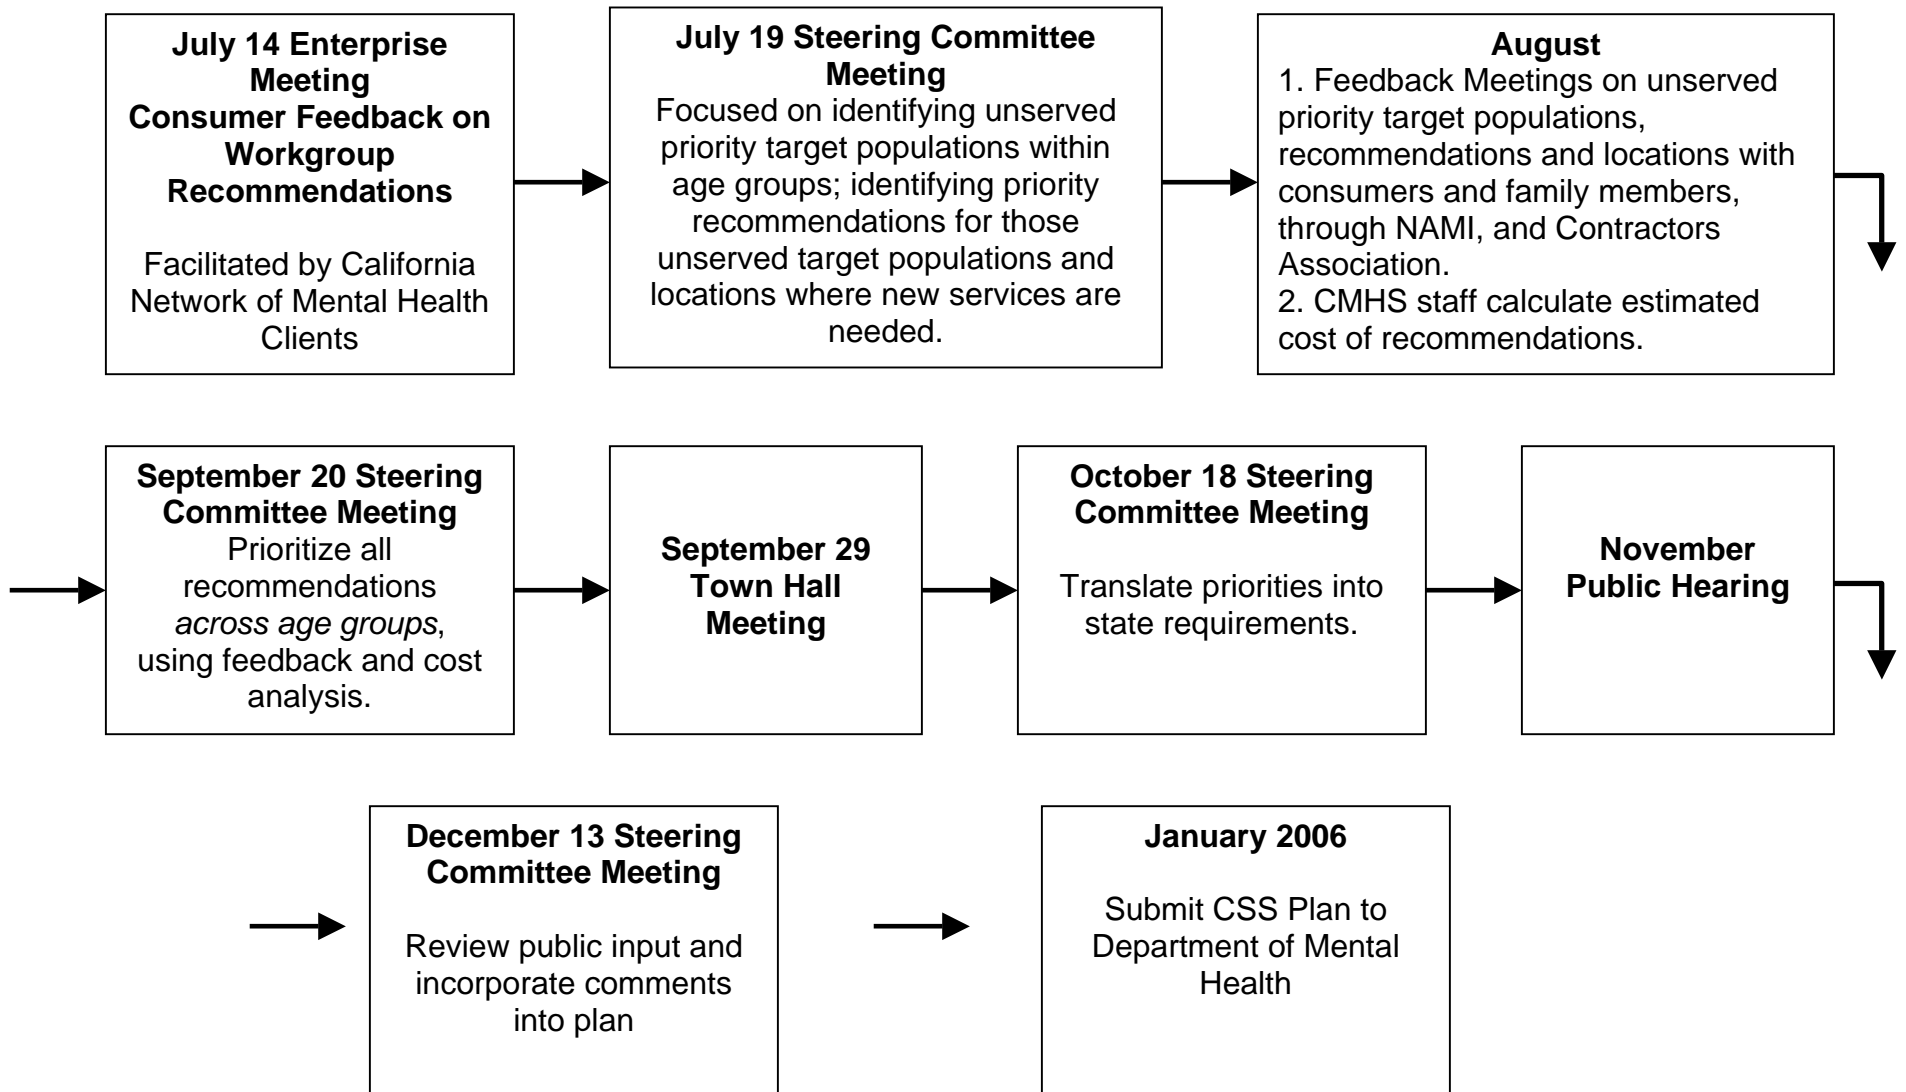 July 14 Enterprise
Meeting
Consumer Feedback on
Workgroup
Recommendations
Facilitated by California
Network of Mental Health
Clients
July 19 Steering Committee
Meeting
Focused on identifying unserved
priority target populations within
age groups; identifying priority
recommendations for those
unserved target populations and
locations where new services are
needed.
August
1. Feedback Meetings on unserved
priority target populations,
recommendations and locations with
consumers and family members,
through NAMI, and Contractors
Association.
2. CMHS staff calculate estimated
cost of recommendations.
September 20 Steering
Committee Meeting
Prioritize all
recommendations
across age groups,
using feedback and cost
analysis.
September 29
Town Hall
Meeting
October 18 Steering
Committee Meeting
Translate priorities into
state requirements.
November
Public Hearing
December 13 Steering
Committee Meeting
Review public input and
incorporate comments
into plan
January 2006
Submit CSS Plan to
Department of Mental
Health